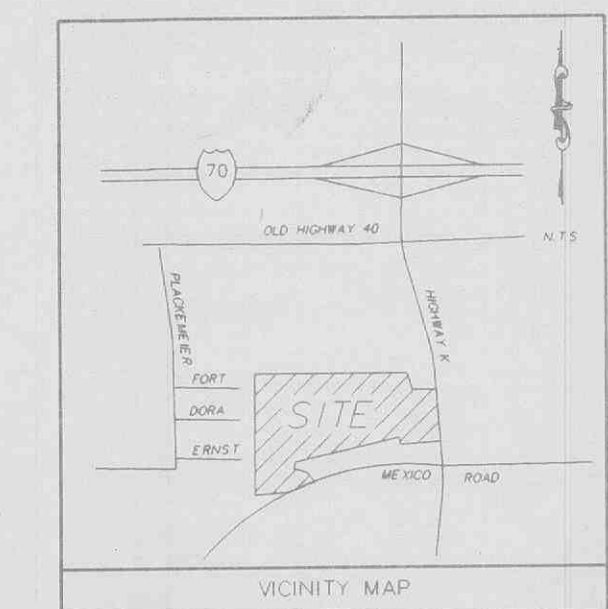 70
OLD HIGHWAY 40
N.T.S
PLACKEMEIER
HIGHWAY K
FORT
DORA
SITE
ERNST
MEXICO ROAD
VICINITY MAP